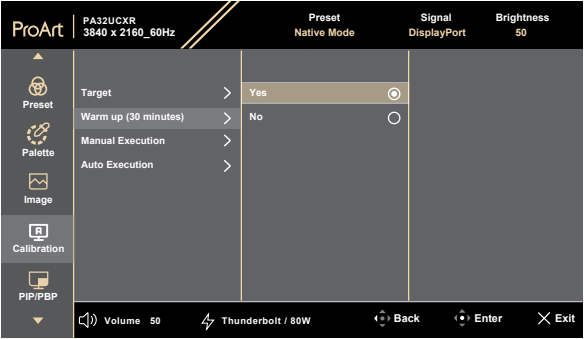 ProArt
PA32UCXR
3840 x 2160_60Hz
Preset
Native Mode
Signal
DisplayPort
Brightness
50
Preset
Palette
Image
Calibration
PIP/PBP
Target
Warm up (30 minutes)
Manual Execution
Auto Execution
Yes
No
Volume 50
Thunderbolt / 80W
Back
Enter
Exit